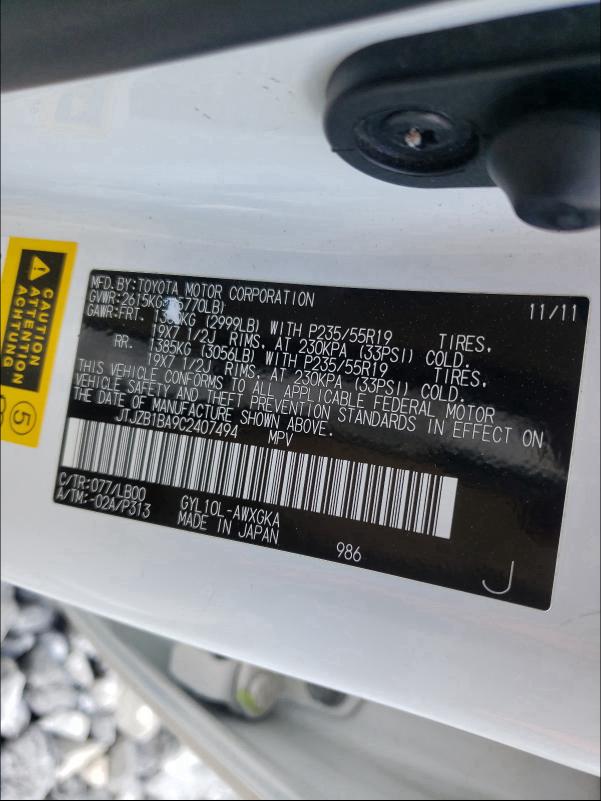 CAUTION
ATTENTION
ACHTUNG
5
MFD. BY: TOYOTA MOTOR CORPORATION 11/11
GVWR: 2615KG (5770LB)
GAWR: FRT. (2999LB) WITH P235/55R19 TIRES,
19X7 1/2J RIMS, AT 230KPA (33PSI) COLD.
RR. 1385KG (3056LB) WITH P235/55R19 TIRES,
19X7 1/2J RIMS, AT 230KPA (33PSI) COLD.
THIS VEHICLE CONFORMS TO ALL APPLICABLE FEDERAL MOTOR
VEHICLE SAFETY AND THEFT PREVENTION STANDARDS IN EFFECT ON
THE DATE OF MANUFACTURE SHOWN ABOVE.
JTJZB1BA9C2407494 MPV
C/TR: 077/LB00 GYL10L-AWXGKA
A/TM: -02A/P313 MADE IN JAPAN
986
J